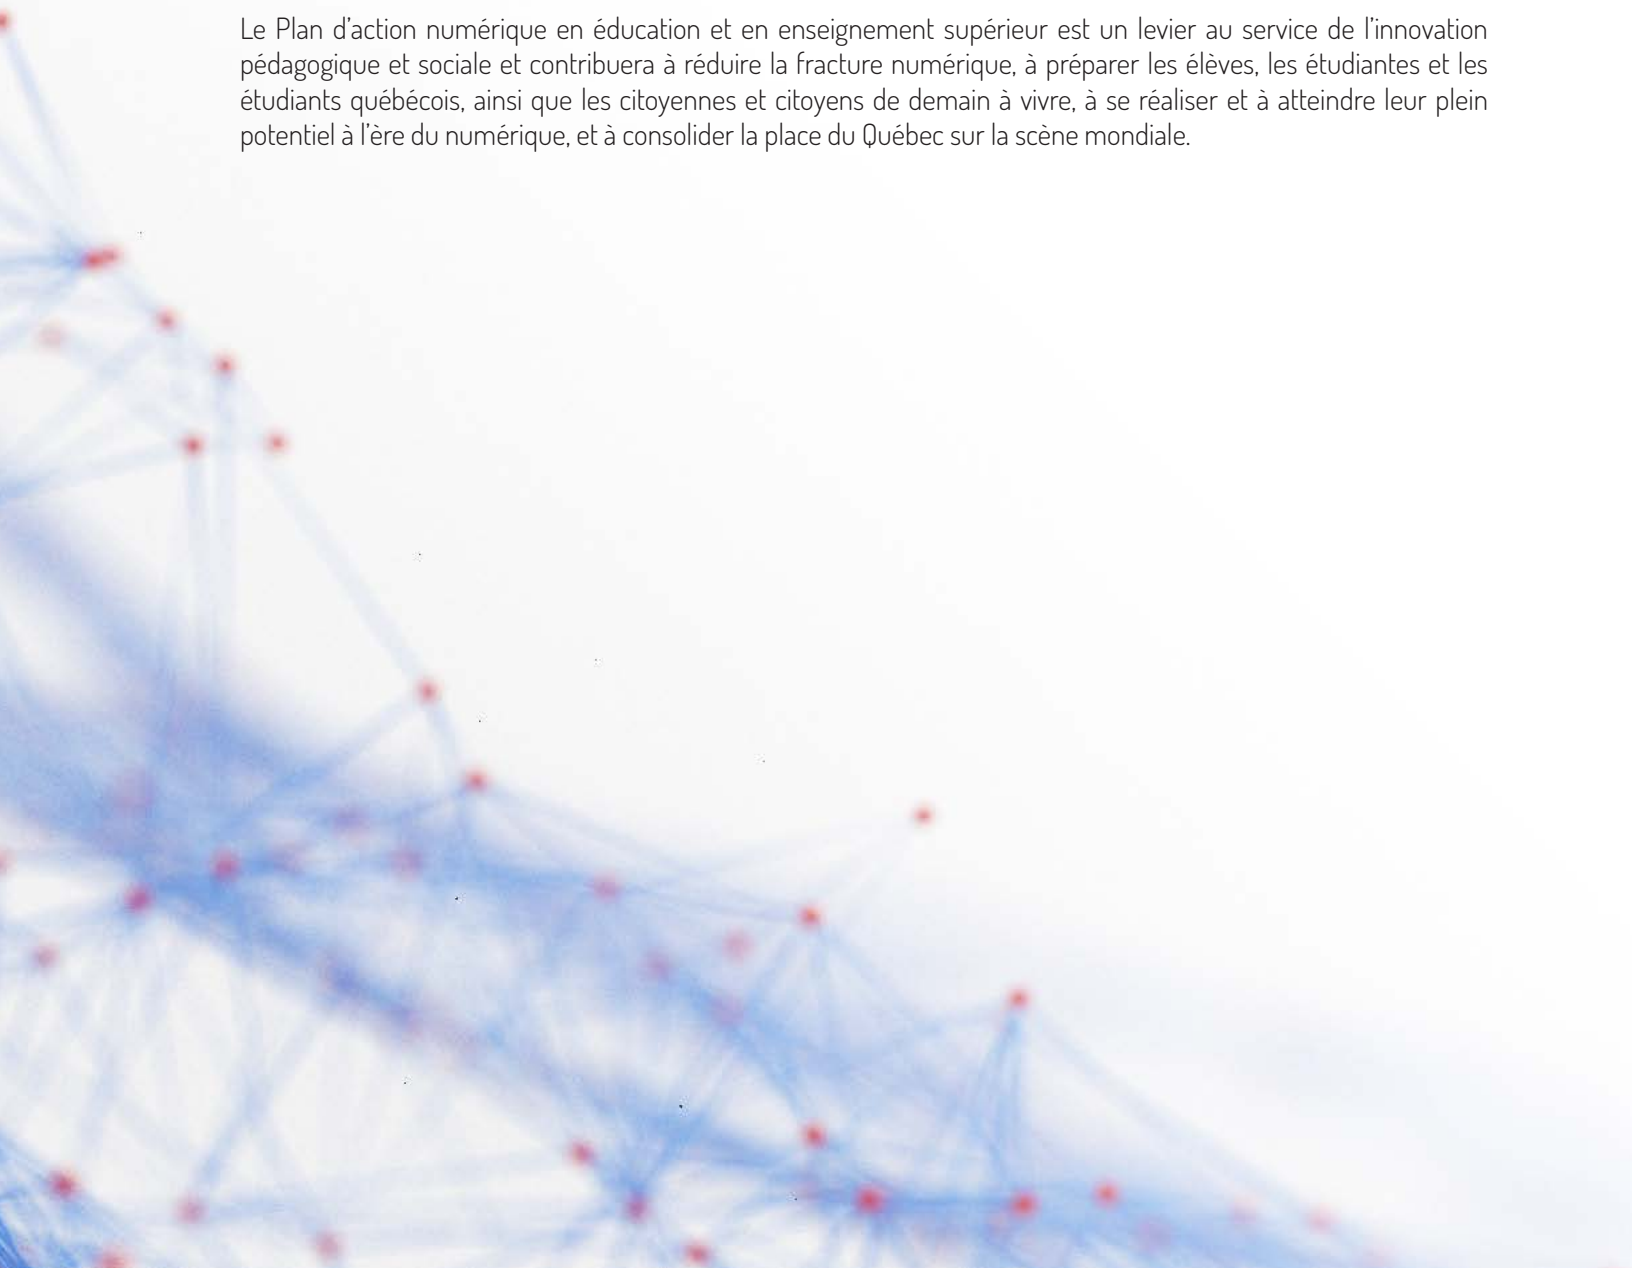 Le Plan d’action numérique en éducation et en enseignement supérieur est un levier au service de l’innovation
pédagogique et sociale et contribuera à réduire la fracture numérique, à préparer les élèves, les étudiantes et les
étudiants québécois, ainsi que les citoyennes et citoyens de demain à vivre, à se réaliser et à atteindre leur plein
potentiel à l’ère du numérique, et à consolider la place du Québec sur la scène mondiale.